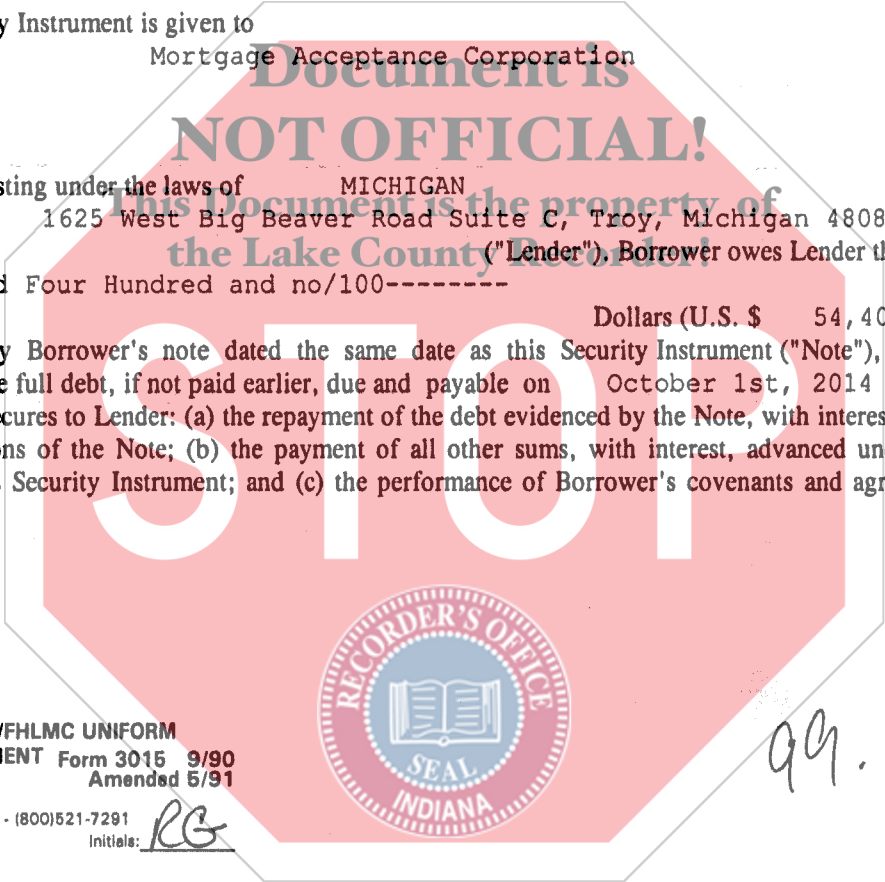 y Instrument is given to
Mortgage Acceptance Corporation
Document is
NOT OFFICIAL!
sting under the laws of MICHIGAN
This Document is the property of
1625 West Big Beaver Road Suite C, Troy, Michigan 4808
the Lake County Recorder!
("Lender"). Borrower owes Lender th
d Four Hundred and no/100--------
Dollars (U.S. $ 54,40
y Borrower's note dated the same date as this Security Instrument ("Note"),
e full debt, if not paid earlier, due and payable on October 1st, 2014
cures to Lender: (a) the repayment of the debt evidenced by the Note, with interes
ns of the Note; (b) the payment of all other sums, with interest, advanced un
s Security Instrument; and (c) the performance of Borrower's covenants and agr
STOP
RECORDER'S OFFICE
SEAL
INDIANA
/FHLMC UNIFORM
MENT Form 3015 9/90
Amended 5/91
- (800)521-7291
Initials: RG